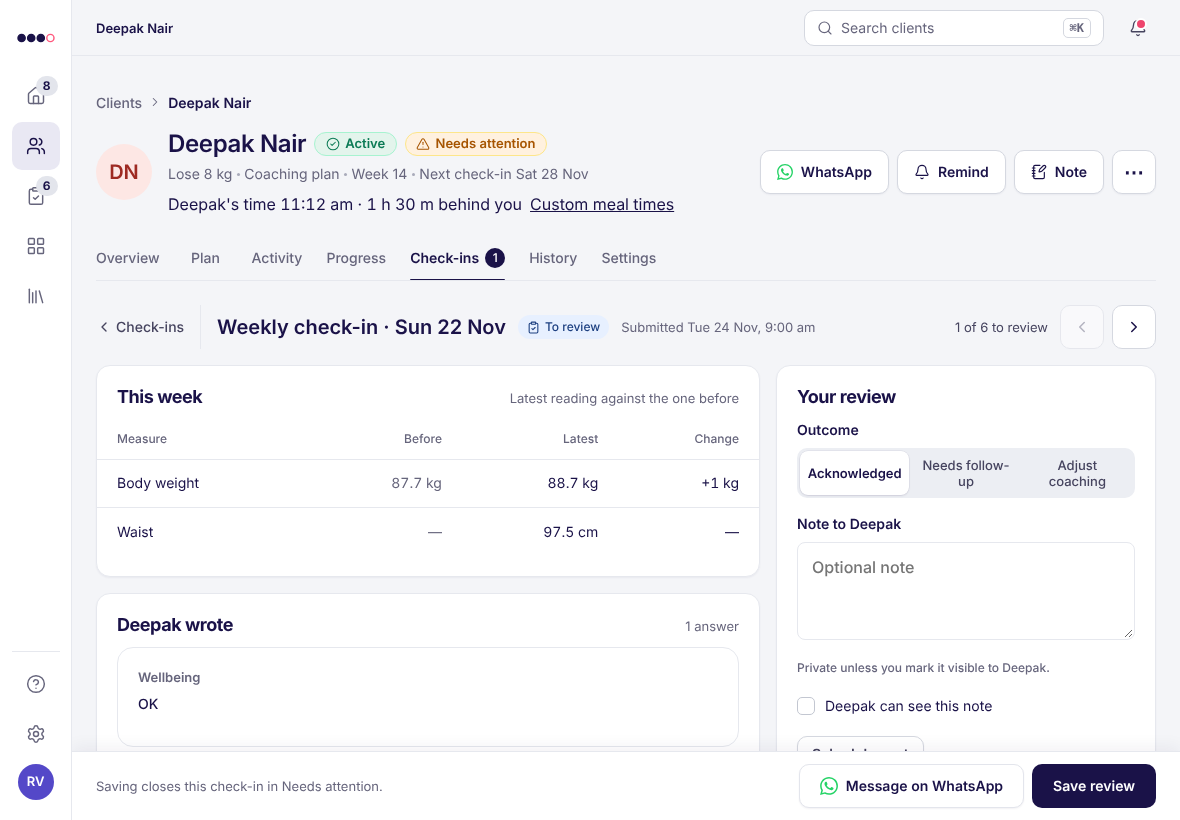 Deepak Nair
Search clients
⌘K
8
6
Clients
Deepak Nair
DN
Deepak Nair
Active
Needs attention
Lose 8 kg · Coaching plan · Week 14 · Next check-in Sat 28 Nov
Deepak's time 11:12 am · 1 h 30 m behind you Custom meal times
WhatsApp
Remind
Note
Overview
Plan
Activity
Progress
Check-ins 1
History
Settings
Check-ins
Weekly check-in · Sun 22 Nov
To review
Submitted Tue 24 Nov, 9:00 am
1 of 6 to review
This week
Latest reading against the one before
Measure Before Latest Change
Body weight 87.7 kg 88.7 kg +1 kg
Waist — 97.5 cm —
Deepak wrote
1 answer
Wellbeing
OK
Your review
Outcome
Acknowledged
Needs follow-
up
Adjust
coaching
Note to Deepak
Optional note
Private unless you mark it visible to Deepak.
Deepak can see this note
RV
Saving closes this check-in in Needs attention.
Message on WhatsApp
Save review